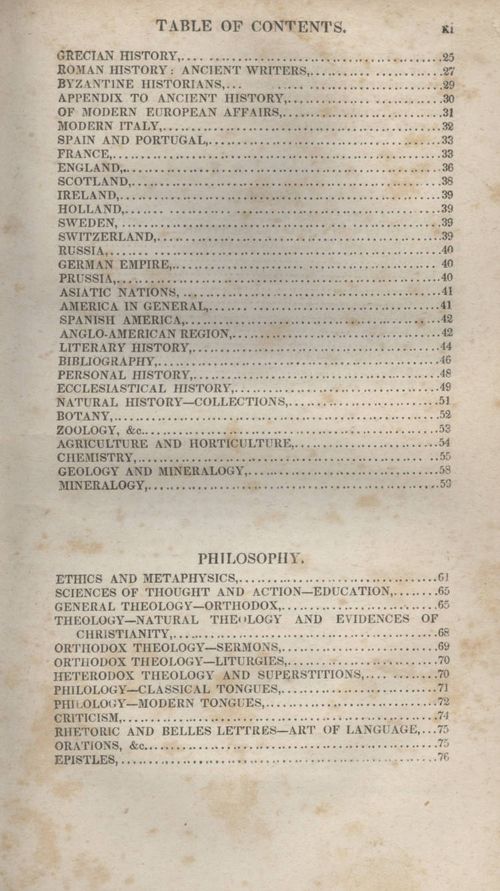 TABLE OF CONTENTS. xi
GRECIAN HISTORY,.... ........................................25
ROMAN HISTORY: ANCIENT WRITERS,.........................27
BYZANTINE HISTORIANS,... ...............................29
APPENDIX TO ANCIENT HISTORY,.............................30
OF MODERN EUROPEAN AFFAIRS,..............................31
MODERN ITALY,............................................32
SPAIN AND PORTUGAL,......................................33
FRANCE,..................................................33
ENGLAND,.................................................36
SCOTLAND,................................................38
IRELAND,.................................................39
HOLLAND,.................................................39
SWEDEN, .................................................39
SWITZERLAND,.............................................39
RUSSIA,..................................................40
GERMAN EMPIRE,...........................................40
PRUSSIA,.................................................40
ASIATIC NATIONS,.........................................41
AMERICA IN GENERAL,......................................41
SPANISH AMERICA,.........................................42
ANGLO-AMERICAN REGION,...................................42
LITERARY HISTORY,........................................44
BIBLIOGRAPHY,............................................46
PERSONAL HISTORY,........................................48
ECCLESIASTICAL HISTORY,..................................49
NATURAL HISTORY—COLLECTIONS,.............................51
BOTANY,..................................................52
ZOOLOGY, &c..............................................53
AGRICULTURE AND HORTICULTURE,............................54
CHEMISTRY,............................................ ..55
GEOLOGY AND MINERALOGY,..................................58
MINERALOGY,..............................................59
PHILOSOPHY.
ETHICS AND METAPHYSICS,..................................61
SCIENCES OF THOUGHT AND ACTION—EDUCATION,........65
GENERAL THEOLOGY—ORTHODOX,...............................65
THEOLOGY—NATURAL THEOLOGY AND EVIDENCES OF
CHRISTIANITY,............................................68
ORTHODOX THEOLOGY—SERMONS,...............................69
ORTHODOX THEOLOGY—LITURGIES,.............................70
HETERODOX THEOLOGY AND SUPERSTITIONS,.... ........70
PHILOLOGY—CLASSICAL TONGUES,.............................71
PHILOLOGY—MODERN TONGUES,................................72
CRITICISM,...............................................74
RHETORIC AND BELLES LETTRES—ART OF LANGUAGE,...75
ORATIONS, &c.............................................75
EPISTLES,................................................76